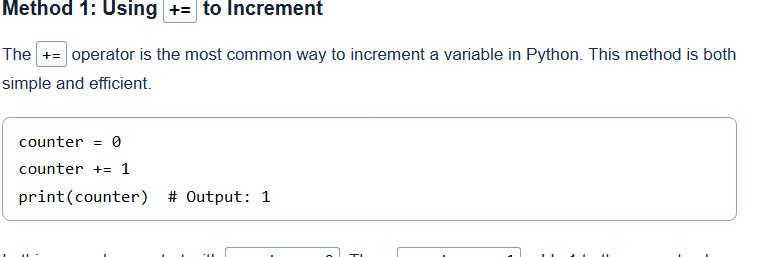 Method 1: Using += to Increment
The += operator is the most common way to increment a variable in Python. This method is both
simple and efficient.
counter = 0
counter += 1
print(counter)  # Output: 1